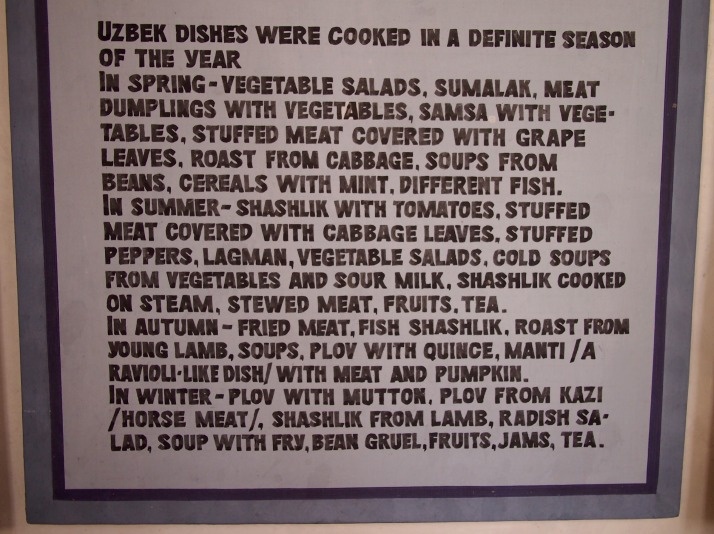 UZBEK DISHES WERE COOKED IN A DEFINITE SEASON
OF THE YEAR
IN SPRING-VEGETABLE SALADS, SUMALAK, MEAT
DUMPLINGS WITH VEGETABLES, SAMSA WITH VEGE-
TABLES, STUFFED MEAT COVERED WITH GRAPE
LEAVES, ROAST FROM CABBAGE, SOUPS FROM
BEANS, CEREALS WITH MINT, DIFFERENT FISH.
IN SUMMER-SHASHLIK WITH TOMATOES, STUFFED
MEAT COVERED WITH CABBAGE LEAVES, STUFFED
PEPPERS, LAGMAN, VEGETABLE SALADS, COLD SOUPS
FROM VEGETABLES AND SOUR MILK, SHASHLIK COOKED
ON STEAM, STEWED MEAT, FRUITS, TEA.
IN AUTUMN-FRIED MEAT, FISH SHASHLIK, ROAST FROM
YOUNG LAMB, SOUPS, PLOV WITH QUINCE, MANTI /A
RAVIOLI-LIKE DISH/ WITH MEAT AND PUMPKIN.
IN WINTER-PLOV WITH MUTTON, PLOV FROM KAZI
/HORSE MEAT/, SHASHLIK FROM LAMB, RADISH SA-
LAD, SOUP WITH FRY, BEAN GRUEL, FRUITS, JAMS, TEA.